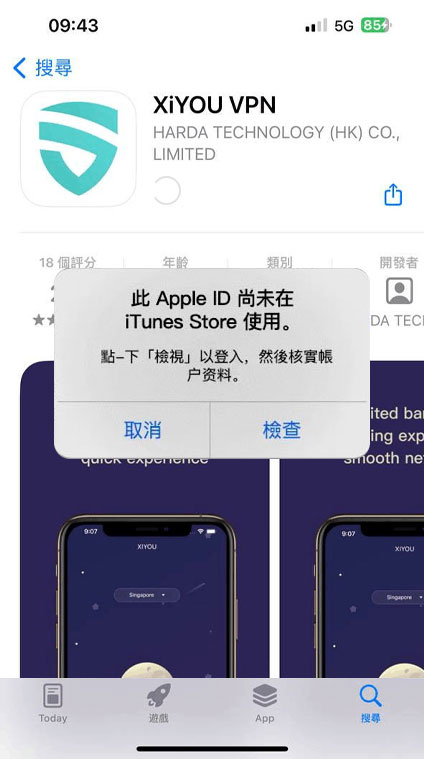 09:43
5G
85
搜尋
XiYOU VPN
HARDA TECHNOLOGY (HK) CO.,
LIMITED
18 個評分
年齡
類別
開發者
此 Apple ID 尚未在
iTunes Store 使用。
點一下「檢視」以登入，然後核實帳
户资料。
取消
檢查
DA TEC
quick experience
ited ba
ing exp
smooth ne
9:07
XIYOU
Singapore
9:07
XIYOU
Singapore
Today
遊戲
App
搜尋